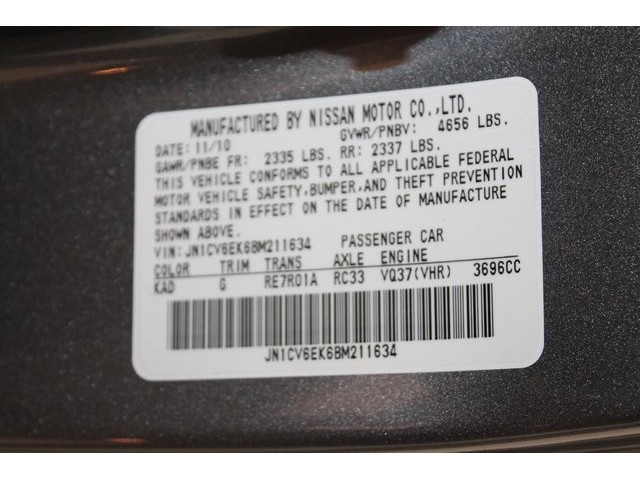 MANUFACTURED BY NISSAN MOTOR CO.,LTD.
DATE: 11/10 GVWR/PNBV: 4656 LBS.
GAWR/PNBE FR: 2335 LBS. RR: 2337 LBS.
THIS VEHICLE CONFORMS TO ALL APPLICABLE FEDERAL
MOTOR VEHICLE SAFETY,BUMPER,AND THEFT PREVENTION
STANDARDS IN EFFECT ON THE DATE OF MANUFACTURE
SHOWN ABOVE.
VIN: JN1CV6EK6BM211634 PASSENGER CAR
COLOR TRIM TRANS AXLE ENGINE
KAD G RE7R01A RC33 VQ37(VHR) 3696CC
JN1CV6EK6BM211634